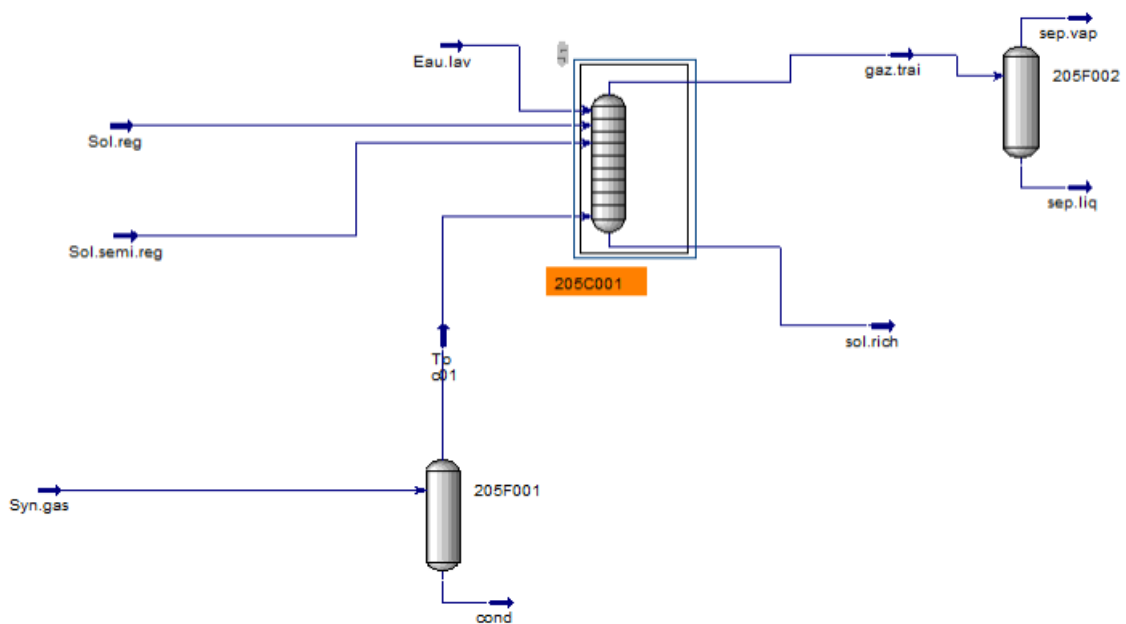 sep.vap
Eau.lav
gaz.trai
205F002
Sol.reg
sep.liq
Sol.semi.reg
205C001
sol.rich
To
c01
205F001
Syn.gas
cond